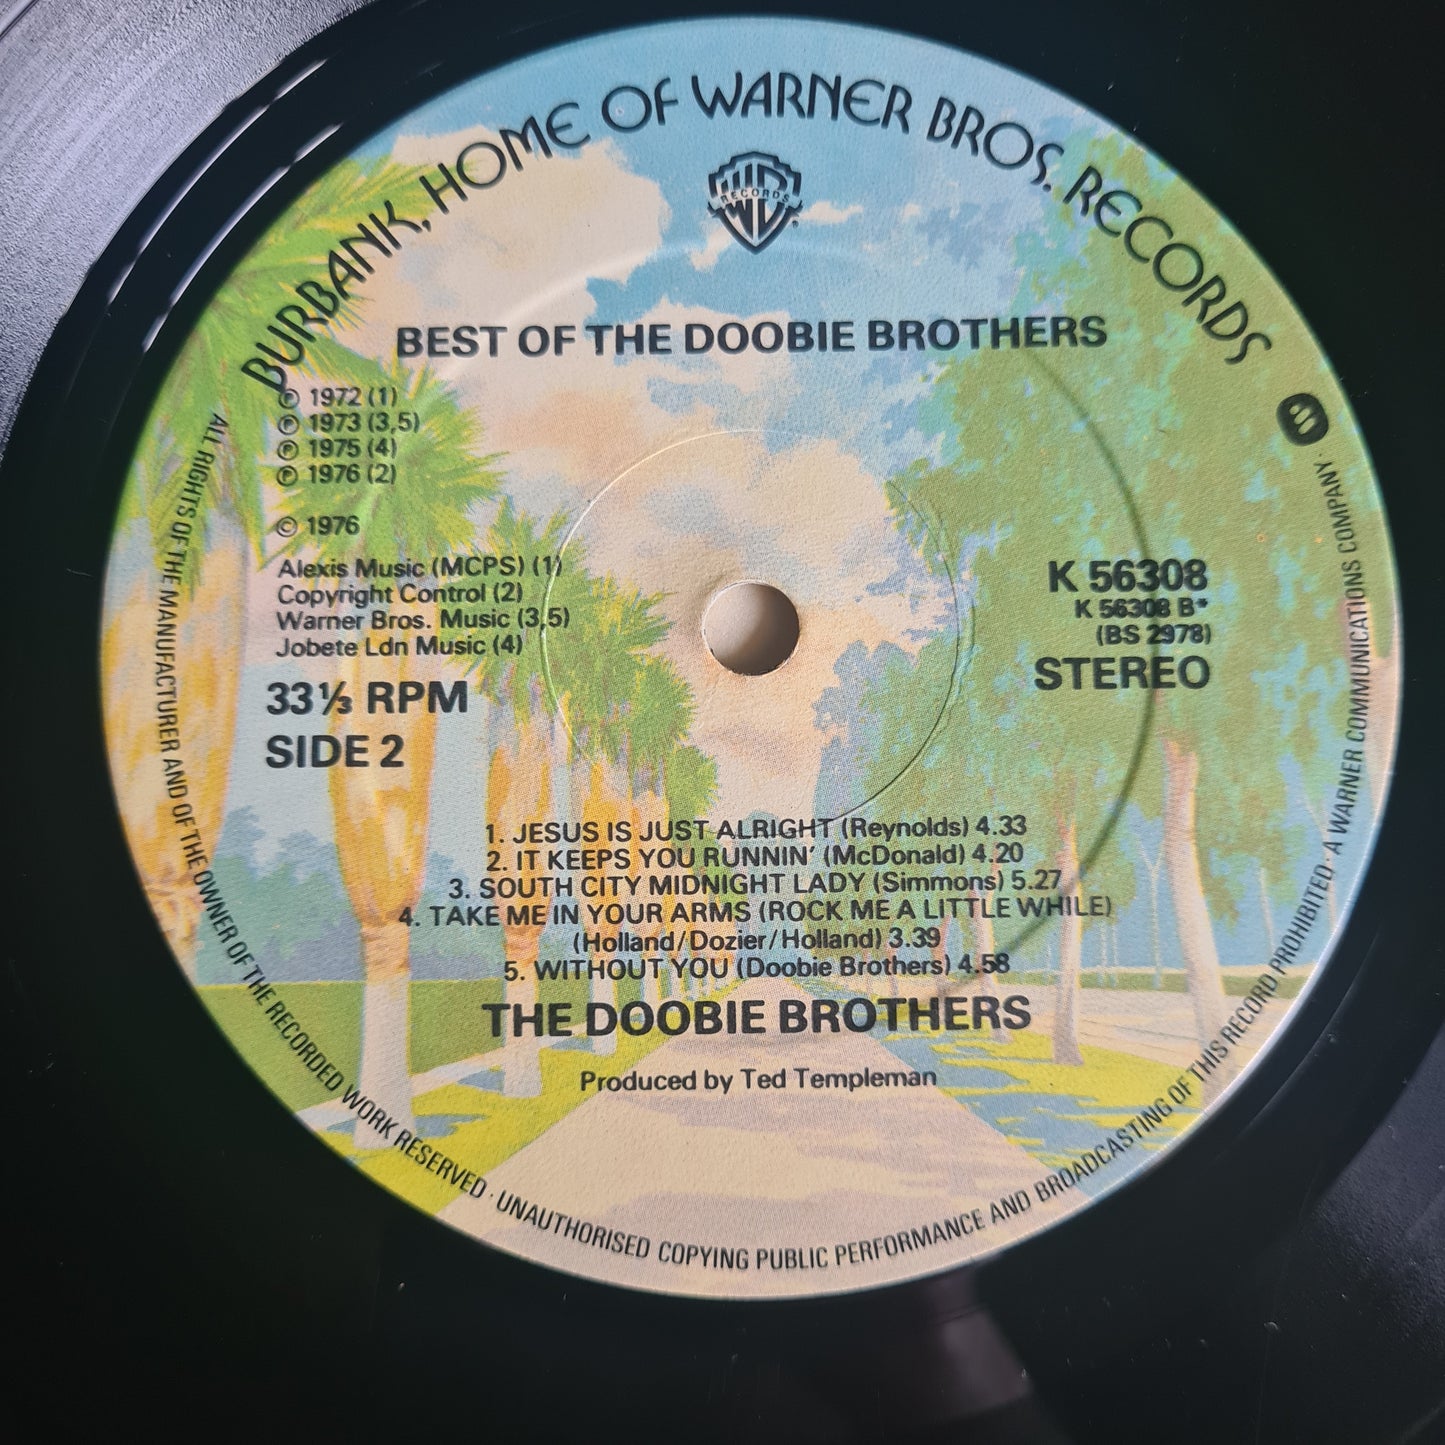 BURBANK, HOME OF WARNER BROS. RECORDS
W B
RECORDS
®
BEST OF THE DOOBIE BROTHERS
℗ 1972 (1)
℗ 1973 (3,5)
℗ 1975 (4)
℗ 1976 (2)
© 1976
Alexis Music (MCPS) (1)
Copyright Control (2)
Warner Bros. Music (3,5)
Jobete Ldn Music (4)
33⅓ RPM
SIDE 2
K 56308
K 56308 B*
(BS 2978)
STEREO
1. JESUS IS JUST ALRIGHT (Reynolds) 4.33
2. IT KEEPS YOU RUNNIN' (McDonald) 4.20
3. SOUTH CITY MIDNIGHT LADY (Simmons) 5.27
4. TAKE ME IN YOUR ARMS (ROCK ME A LITTLE WHILE)
(Holland/Dozier/Holland) 3.39
5. WITHOUT YOU (Doobie Brothers) 4.58
THE DOOBIE BROTHERS
Produced by Ted Templeman
ALL RIGHTS OF THE MANUFACTURER AND OF THE OWNER OF THE RECORDED WORK RESERVED · UNAUTHORISED COPYING PUBLIC PERFORMANCE AND BROADCASTING OF THIS RECORD PROHIBITED · A WARNER COMMUNICATIONS COMPANY ·